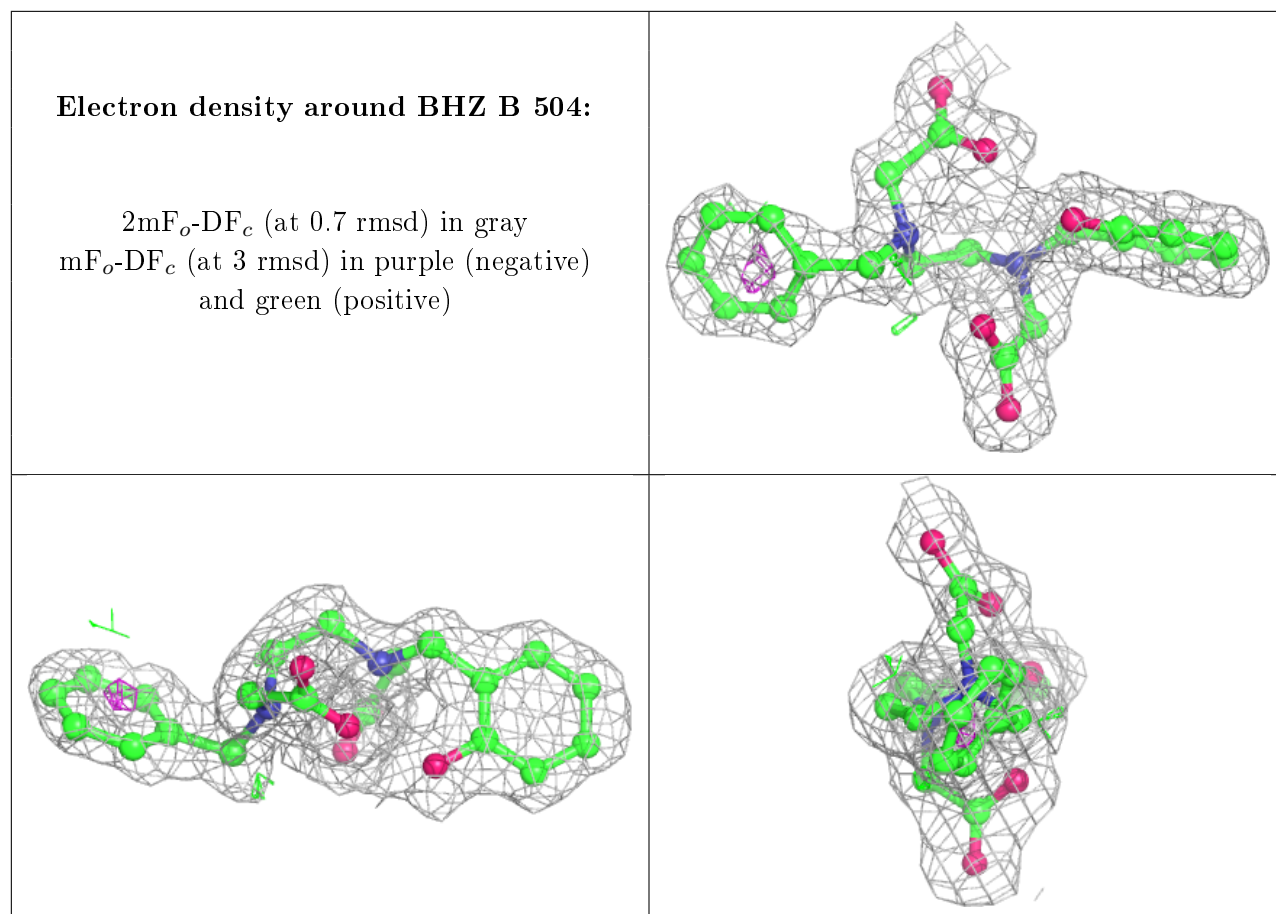 Electron density around BHZ B 504:
2mFo-DFc (at 0.7 rmsd) in gray
mFo-DFc (at 3 rmsd) in purple (negative)
and green (positive)